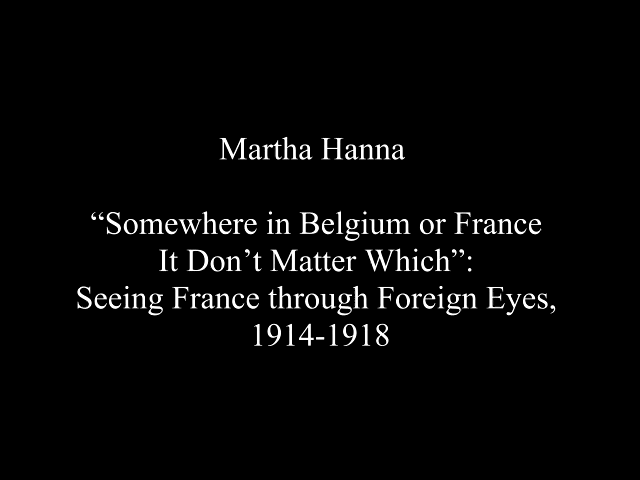 Martha Hanna
“Somewhere in Belgium or France
It Don’t Matter Which”:
Seeing France through Foreign Eyes,
1914-1918